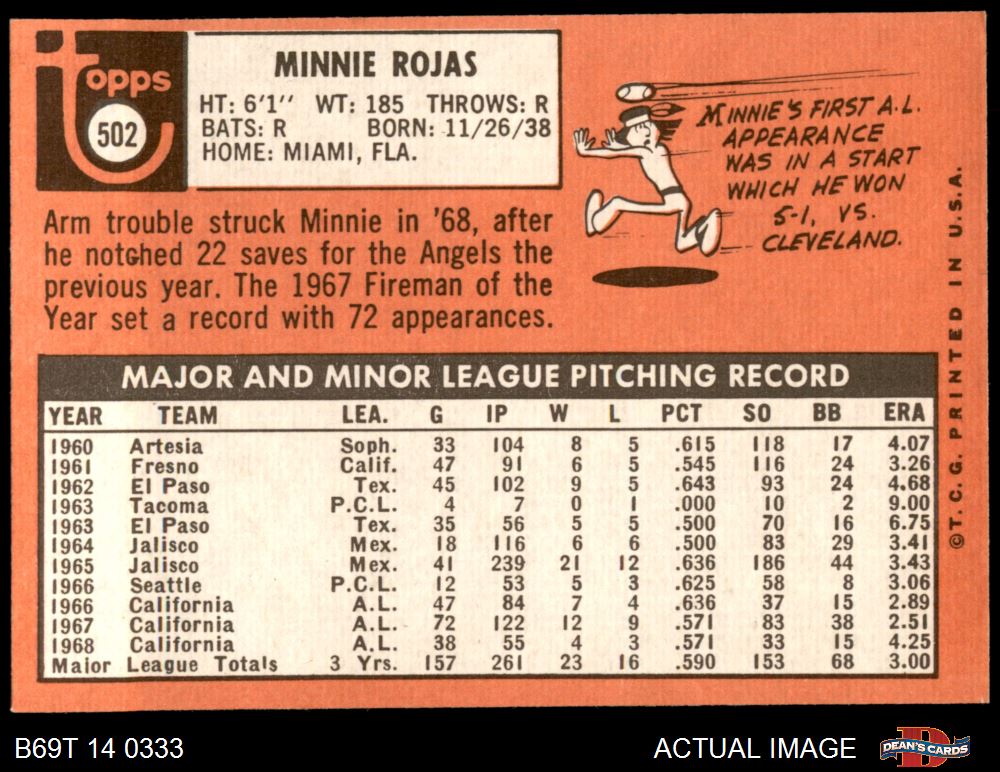 topps
502
MINNIE ROJAS
HT: 6'1" WT: 185 THROWS: R
BATS: R BORN: 11/26/38
HOME: MIAMI, FLA.
MINNIE'S FIRST A.L.
APPEARANCE
WAS IN A START
WHICH HE WON
5-1, VS.
CLEVELAND.
Arm trouble struck Minnie in '68, after
he notched 22 saves for the Angels the
previous year. The 1967 Fireman of the
Year set a record with 72 appearances.
MAJOR AND MINOR LEAGUE PITCHING RECORD
YEAR TEAM LEA. G IP W L PCT SO BB ERA
1960 Artesia Soph. 33 104 8 5 .615 118 17 4.07
1961 Fresno Calif. 47 91 6 5 .545 116 24 3.26
1962 El Paso Tex. 45 102 9 5 .643 93 24 4.68
1963 Tacoma P.C.L. 4 7 0 1 .000 10 2 9.00
1963 El Paso Tex. 35 56 5 5 .500 70 16 6.75
1964 Jalisco Mex. 18 116 6 6 .500 83 29 3.41
1965 Jalisco Mex. 41 239 21 12 .636 186 44 3.43
1966 Seattle P.C.L. 12 53 5 3 .625 58 8 3.06
1966 California A.L. 47 84 7 4 .636 37 15 2.89
1967 California A.L. 72 122 12 9 .571 83 38 2.51
1968 California A.L. 38 55 4 3 .571 33 15 4.25
Major League Totals 3 Yrs. 157 261 23 16 .590 153 68 3.00
©T.C.G. PRINTED IN U.S.A.
B69T 14 0333
ACTUAL IMAGE
D
DEAN'S CARDS